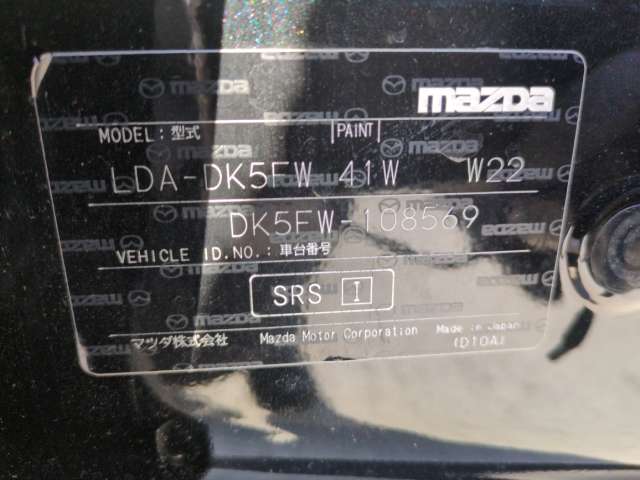 mazda
MODEL: 型式 PAINT
LDA-DK5FW 41W W22
DK5FW-108569
VEHICLE ID.NO.: 車台番号
SRS I
マツダ株式会社 Mazda Motor Corporation Made in Japan
(D10A)